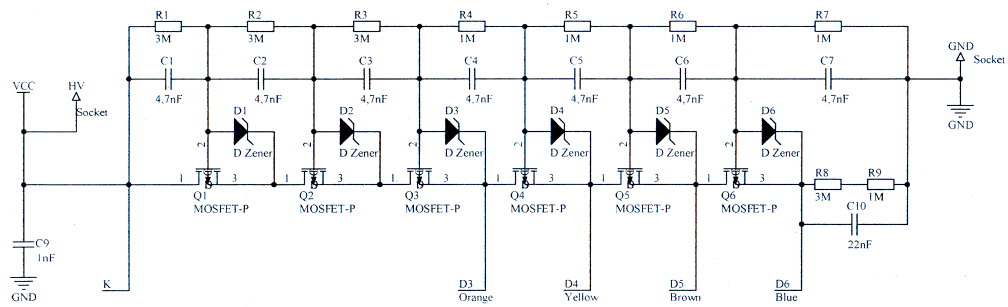 R1 R2 R3 R4 R5 R6 R7
3M 3M 3M 1M 1M 1M 1M
GND
Socket
C1 C2 C3 C4 C5 C6 C7
4,7nF 4,7nF 4,7nF 4,7nF 4,7nF 4,7nF 4,7nF
VCC HV
Socket
GND
D1 D2 D3 D4 D5 D6
2 2 2 2 2 2
D Zener D Zener D Zener D Zener D Zener D Zener
1 3 1 3 1 3 1 3 1 3 1 3
R8 R9
Q1 Q2 Q3 Q4 Q5 Q6
3M 1M
MOSFET-P MOSFET-P MOSFET-P MOSFET-P MOSFET-P MOSFET-P
C10
22nF
C9
1nF
GND
K D3 D4 D5 D6
Orange Yellow Brown Blue